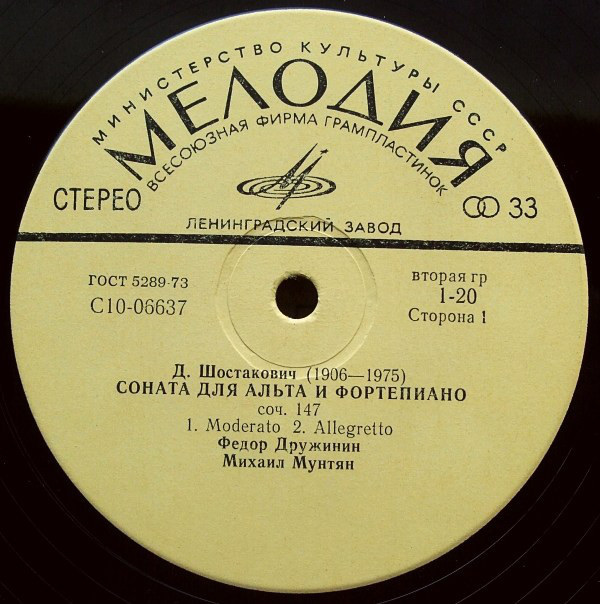 МИНИСТЕРСТВО КУЛЬТУРЫ СССР
МЕЛОДИЯ
ВСЕСОЮЗНАЯ ФИРМА ГРАМПЛАСТИНОК
СТЕРЕО
33
ЛЕНИНГРАДСКИЙ ЗАВОД
ГОСТ 5289-73
С10-06637
вторая гр
1-20
Сторона 1
Д. Шостакович (1906—1975)
СОНАТА ДЛЯ АЛЬТА И ФОРТЕПИАНО
соч. 147
1. Moderato 2. Allegretto
Федор Дружинин
Михаил Мунтян